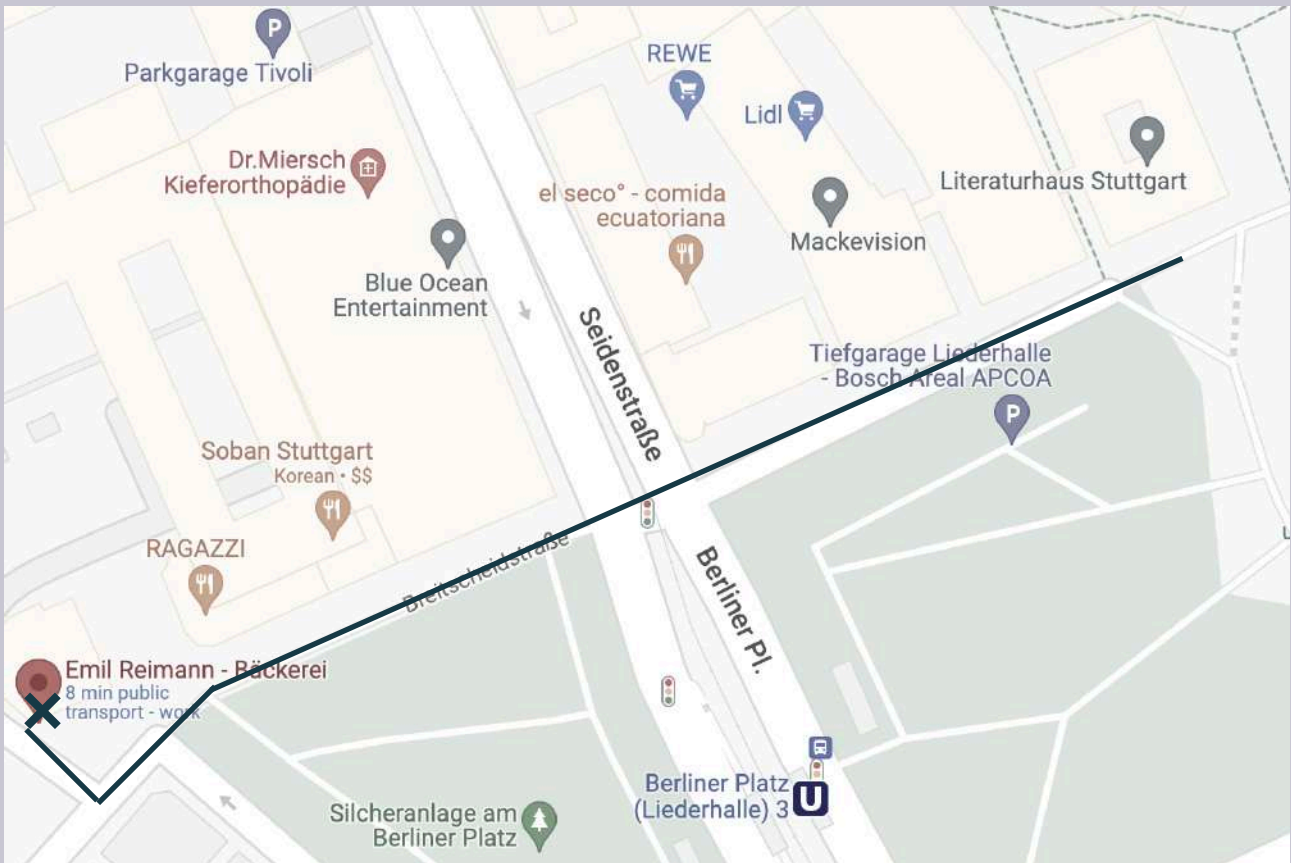 P
Parkgarage Tivoli
REWE
Lidl
Dr.Miersch
Kieferorthopädie
el seco° - comida
ecuatoriana
Literaturhaus Stuttgart
Mackevision
Blue Ocean
Entertainment
Seidenstraße
Tiefgarage Liederhalle
- Bosch Areal APCOA
P
Soban Stuttgart
Korean · $$
RAGAZZI
Breitscheidstraße
Berliner Pl.
Emil Reimann - Bäckerei
8 min public
transport - work
Berliner Platz
(Liederhalle) 3
U
Silcheranlage am
Berliner Platz